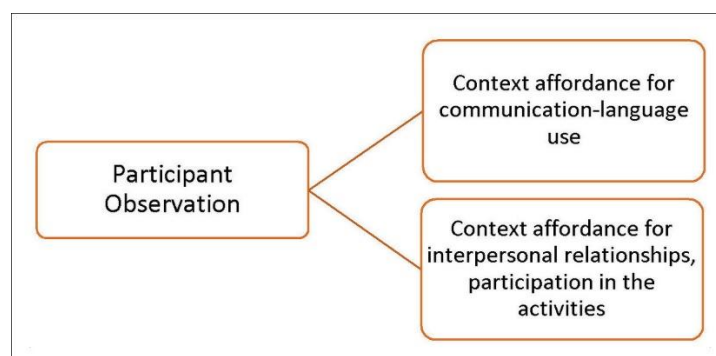 Participant
Observation
Context affordance for
communication-language
use
Context affordance for
interpersonal relationships,
participation in the
activities